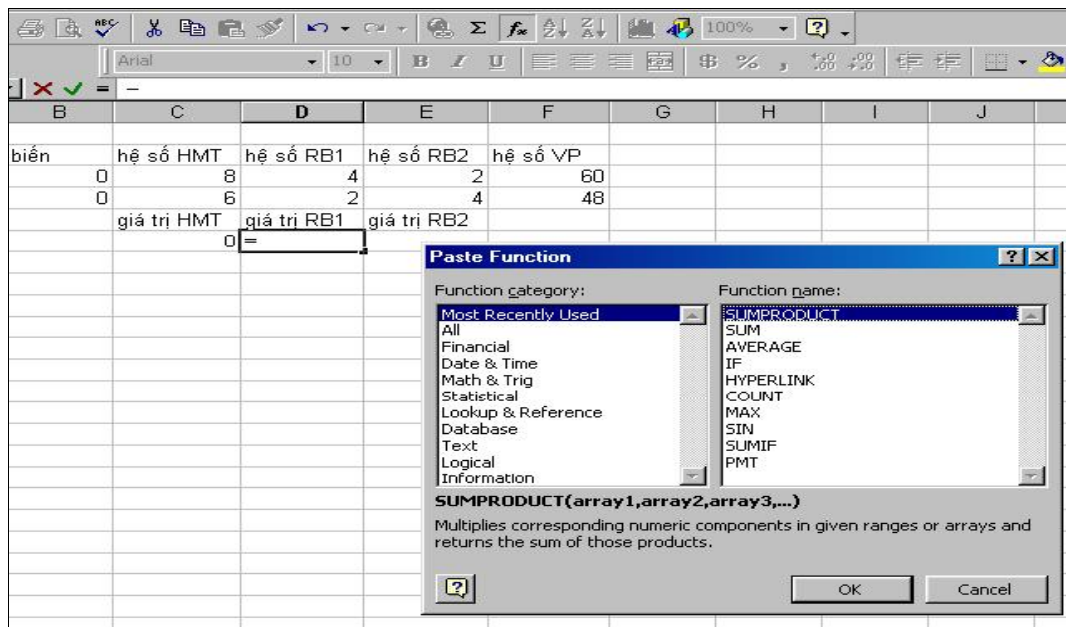 ABC Σ fx 100% ?
Arial 10 B I U $ % ,
= =
B C D E F G H I J
biến hệ số HMT hệ số RB1 hệ số RB2 hệ số VP
0 8 4 2 60
0 6 2 4 48
giá trị HMT giá trị RB1 giá trị RB2
0 =
Paste Function
Function category: Function name:
Most Recently Used SUMPRODUCT
All SUM
Financial AVERAGE
Date & Time IF
Math & Trig HYPERLINK
Statistical COUNT
Lookup & Reference MAX
Database SIN
Text SUMIF
Logical PMT
Information
SUMPRODUCT(array1,array2,array3,...)
Multiplies corresponding numeric components in given ranges or arrays and
returns the sum of those products.
OK Cancel